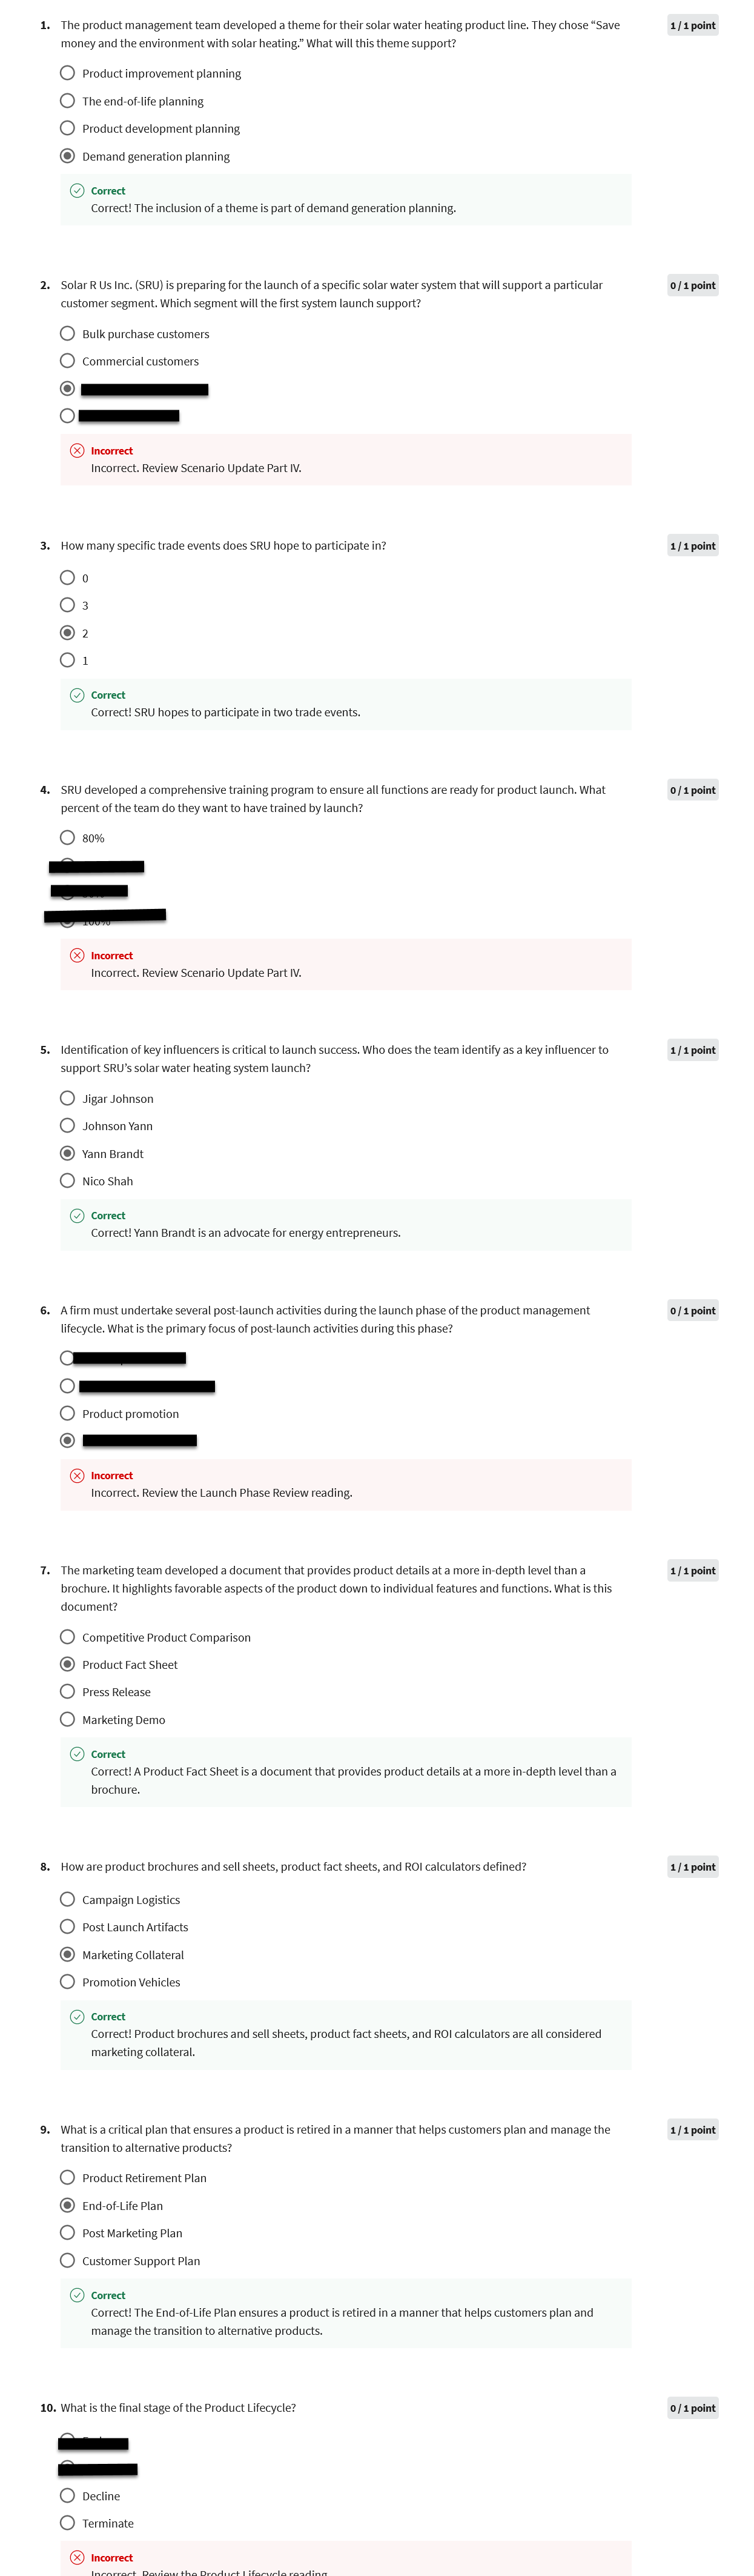 1. The product management team developed a theme for their solar water heating product line. They chose “Save
money and the environment with solar heating.” What will this theme support?
1 / 1 point
Product improvement planning
The end-of-life planning
Product development planning
Demand generation planning
Correct
Correct! The inclusion of a theme is part of demand generation planning.
2. Solar R Us Inc. (SRU) is preparing for the launch of a specific solar water system that will support a particular
customer segment. Which segment will the first system launch support?
0 / 1 point
Bulk purchase customers
Commercial customers
Incorrect
Incorrect. Review Scenario Update Part IV.
3. How many specific trade events does SRU hope to participate in?
1 / 1 point
0
3
2
1
Correct
Correct! SRU hopes to participate in two trade events.
4. SRU developed a comprehensive training program to ensure all functions are ready for product launch. What
percent of the team do they want to have trained by launch?
0 / 1 point
80%
100%
Incorrect
Incorrect. Review Scenario Update Part IV.
5. Identification of key influencers is critical to launch success. Who does the team identify as a key influencer to
support SRU’s solar water heating system launch?
1 / 1 point
Jigar Johnson
Johnson Yann
Yann Brandt
Nico Shah
Correct
Correct! Yann Brandt is an advocate for energy entrepreneurs.
6. A firm must undertake several post-launch activities during the launch phase of the product management
lifecycle. What is the primary focus of post-launch activities during this phase?
0 / 1 point
Product promotion
Incorrect
Incorrect. Review the Launch Phase Review reading.
7. The marketing team developed a document that provides product details at a more in-depth level than a
brochure. It highlights favorable aspects of the product down to individual features and functions. What is this
document?
1 / 1 point
Competitive Product Comparison
Product Fact Sheet
Press Release
Marketing Demo
Correct
Correct! A Product Fact Sheet is a document that provides product details at a more in-depth level than a
brochure.
8. How are product brochures and sell sheets, product fact sheets, and ROI calculators defined?
1 / 1 point
Campaign Logistics
Post Launch Artifacts
Marketing Collateral
Promotion Vehicles
Correct
Correct! Product brochures and sell sheets, product fact sheets, and ROI calculators are all considered
marketing collateral.
9. What is a critical plan that ensures a product is retired in a manner that helps customers plan and manage the
transition to alternative products?
1 / 1 point
Product Retirement Plan
End-of-Life Plan
Post Marketing Plan
Customer Support Plan
Correct
Correct! The End-of-Life Plan ensures a product is retired in a manner that helps customers plan and
manage the transition to alternative products.
10. What is the final stage of the Product Lifecycle?
0 / 1 point
Decline
Terminate
Incorrect
Incorrect. Review the Product Lifecycle reading